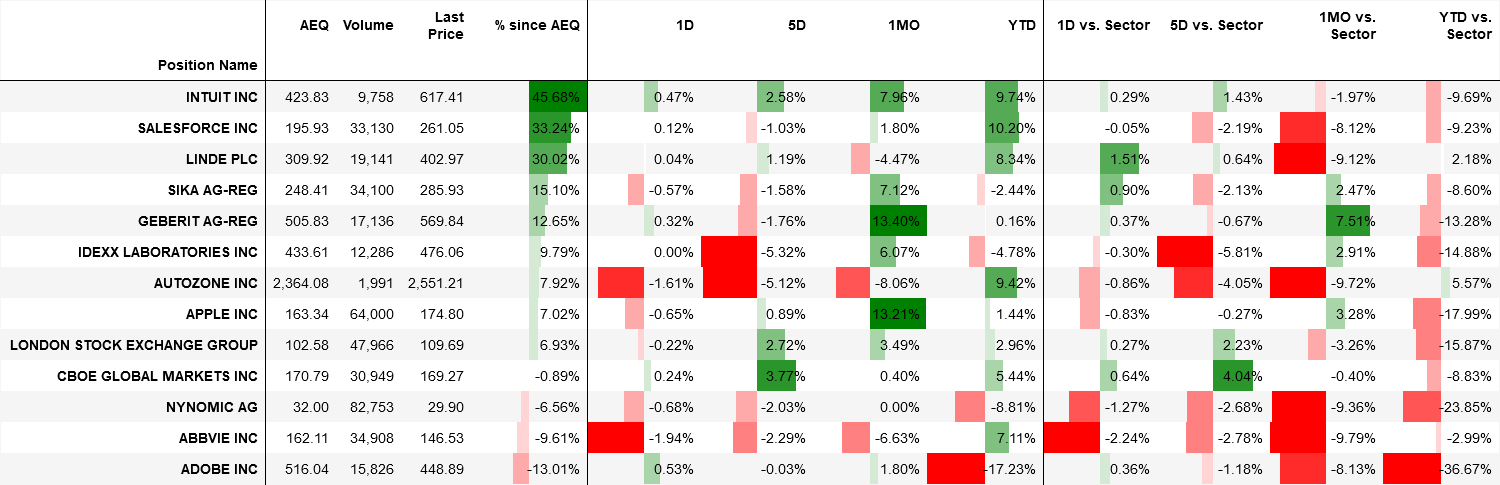 Position Name AEQ Volume Last Price % since AEQ 1D 5D 1MO YTD 1D vs. Sector 5D vs. Sector 1MO vs. Sector YTD vs. Sector
INTUIT INC 423.83 9,758 617.41 45.68% 0.47% 2.58% 7.96% 9.74% 0.29% 1.43% -1.97% -9.69%
SALESFORCE INC 195.93 33,130 261.05 33.24% 0.12% -1.03% 1.80% 10.20% -0.05% -2.19% -8.12% -9.23%
LINDE PLC 309.92 19,141 402.97 30.02% 0.04% 1.19% -4.47% 8.34% 1.51% 0.64% -9.12% 2.18%
SIKA AG-REG 248.41 34,100 285.93 15.10% -0.57% -1.58% 7.12% -2.44% 0.90% -2.13% 2.47% -8.60%
GEBERIT AG-REG 505.83 17,136 569.84 12.65% 0.32% -1.76% 13.40% 0.16% 0.37% -0.67% 7.51% -13.28%
IDEXX LABORATORIES INC 433.61 12,286 476.06 9.79% 0.00% -5.32% 6.07% -4.78% -0.30% -5.81% 2.91% -14.88%
AUTOZONE INC 2,364.08 1,991 2,551.21 7.92% -1.61% -5.12% -8.06% 9.42% -0.86% -4.05% -9.72% 5.57%
APPLE INC 163.34 64,000 174.80 7.02% -0.65% 0.89% 13.21% 1.44% -0.83% -0.27% 3.28% -17.99%
LONDON STOCK EXCHANGE GROUP 102.58 47,966 109.69 6.93% -0.22% 2.72% 3.49% 2.96% 0.27% 2.23% -3.26% -15.87%
CBOE GLOBAL MARKETS INC 170.79 30,949 169.27 -0.89% 0.24% 3.77% 0.40% 5.44% 0.64% 4.04% -0.40% -8.83%
NYNOMIC AG 32.00 82,753 29.90 -6.56% -0.68% -2.03% 0.00% -8.81% -1.27% -2.68% -9.36% -23.85%
ABBVIE INC 162.11 34,908 146.53 -9.61% -1.94% -2.29% -6.63% 7.11% -2.24% -2.78% -9.79% -2.99%
ADOBE INC 516.04 15,826 448.89 -13.01% 0.53% -0.03% 1.80% -17.23% 0.36% -1.18% -8.13% -36.67%